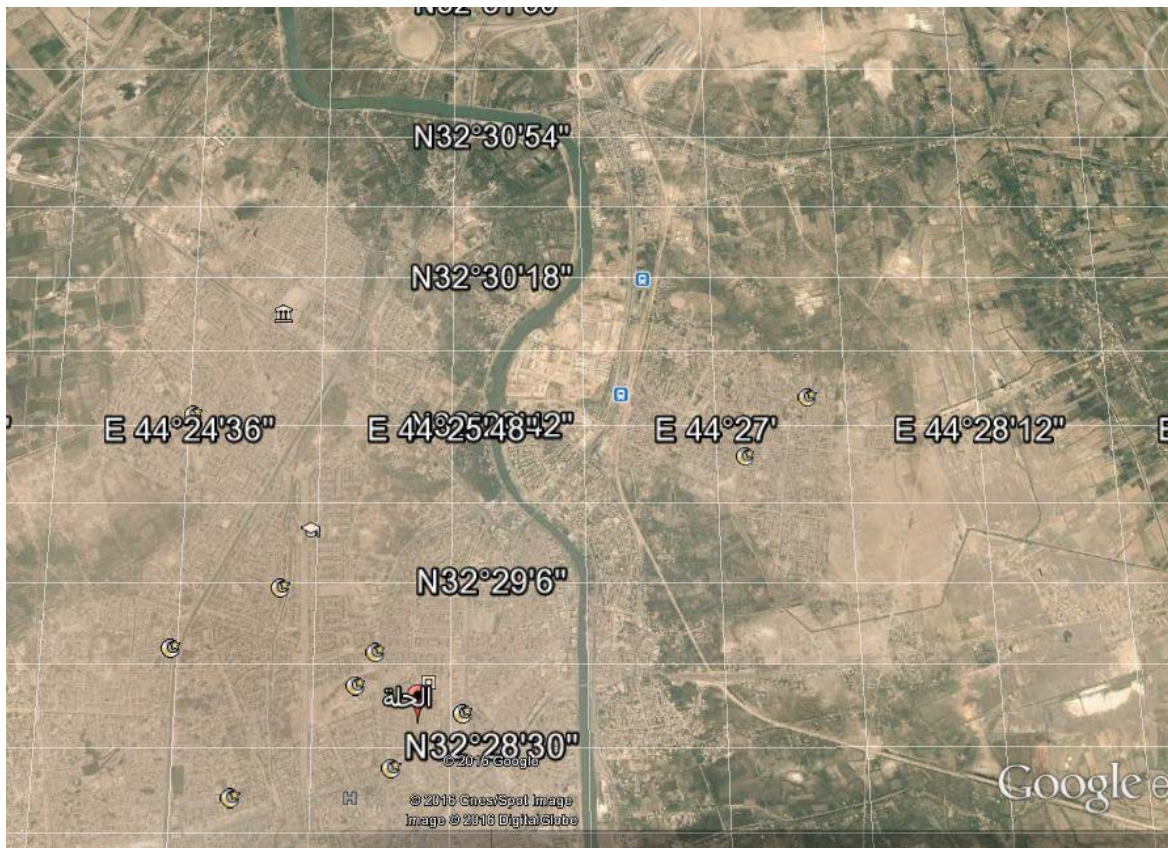 N32°30'54"
N32°30'18"
E 44°24'36"
E 44°25'48"
E 44°27'
E 44°28'12"
N32°29'6"
الحلة
N32°28'30"
© 2016 Google
© 2016 Cnes/Spot Image
Image © 2016 DigitalGlobe
Google e
H